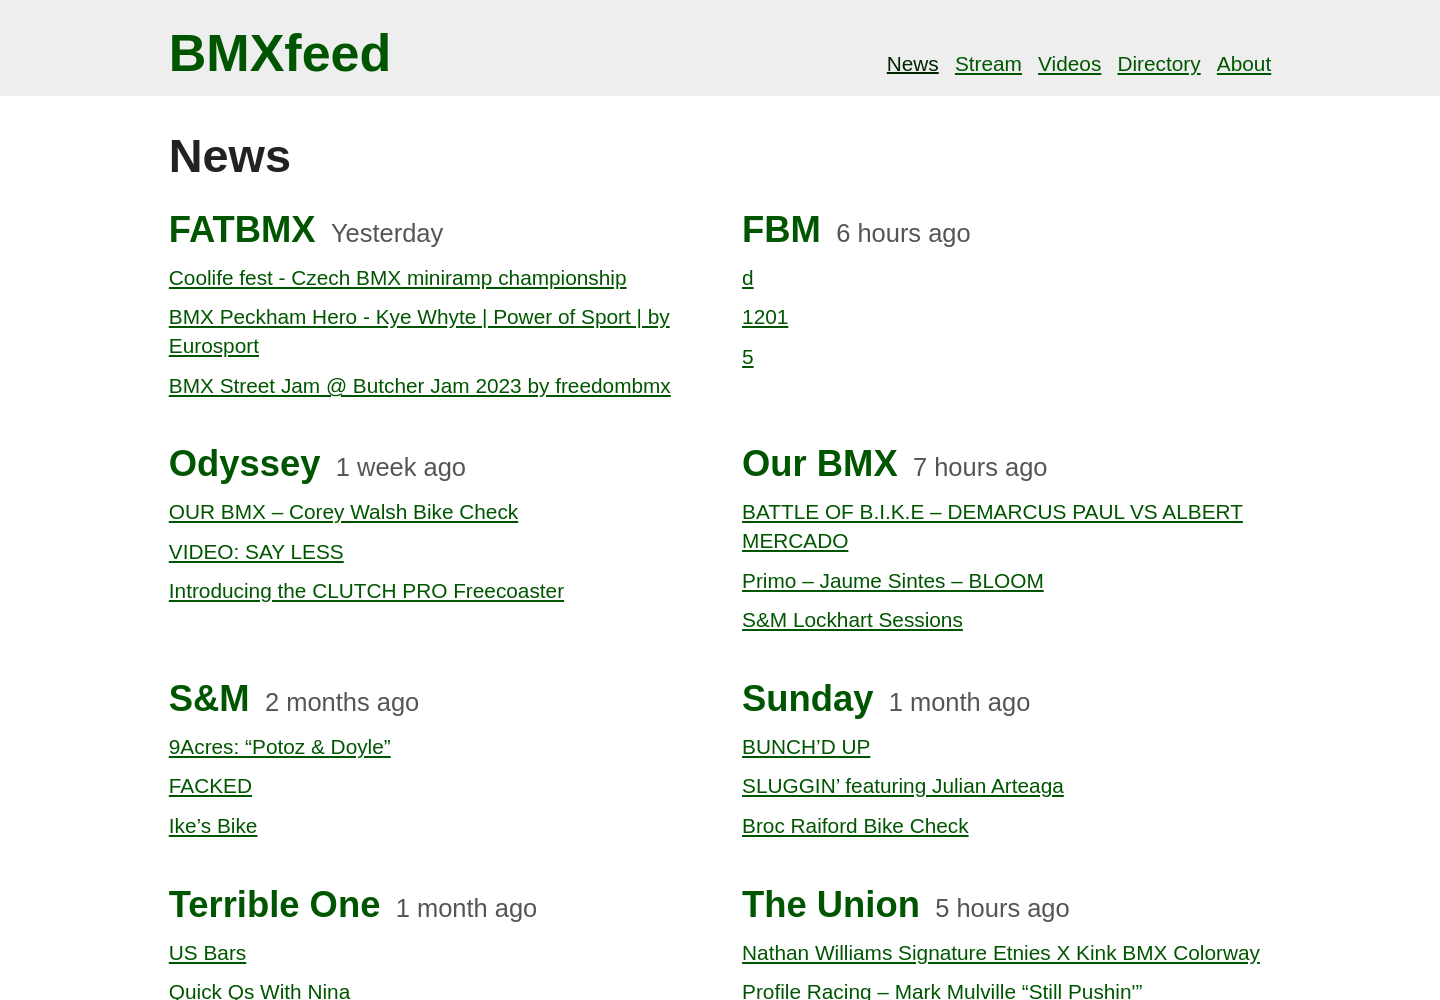 BMXfeed
News Stream Videos Directory About
News
FATBMX Yesterday
Coolife fest - Czech BMX miniramp championship
BMX Peckham Hero - Kye Whyte | Power of Sport | by
Eurosport
BMX Street Jam @ Butcher Jam 2023 by freedombmx
FBM 6 hours ago
d
1201
5
Odyssey 1 week ago
OUR BMX – Corey Walsh Bike Check
VIDEO: SAY LESS
Introducing the CLUTCH PRO Freecoaster
Our BMX 7 hours ago
BATTLE OF B.I.K.E – DEMARCUS PAUL VS ALBERT
MERCADO
Primo – Jaume Sintes – BLOOM
S&M Lockhart Sessions
S&M 2 months ago
9Acres: “Potoz & Doyle”
FACKED
Ike’s Bike
Sunday 1 month ago
BUNCH’D UP
SLUGGIN’ featuring Julian Arteaga
Broc Raiford Bike Check
Terrible One 1 month ago
US Bars
Quick Qs With Nina
The Union 5 hours ago
Nathan Williams Signature Etnies X Kink BMX Colorway
Profile Racing – Mark Mulville “Still Pushin'”